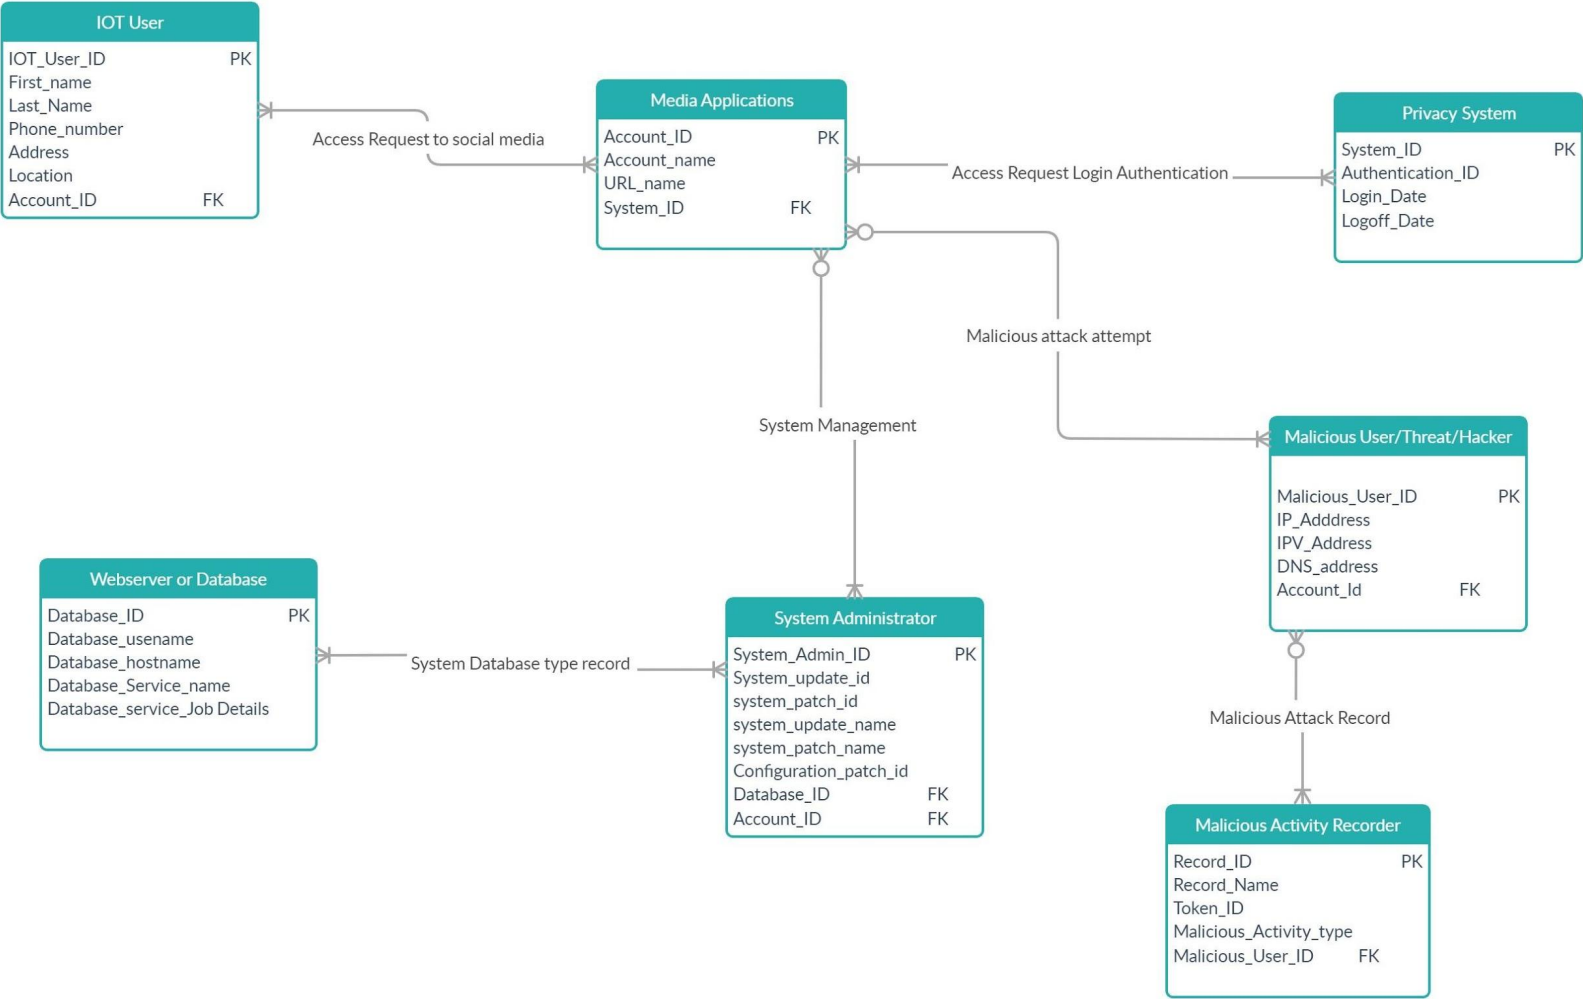 IOT User
IOT_User_ID PK
First_name
Last_Name
Phone_number
Address
Location
Account_ID FK
Access Request to social media
Media Applications
Account_ID PK
Account_name
URL_name
System_ID FK
Access Request Login Authentication
Privacy System
System_ID PK
Authentication_ID
Login_Date
Logoff_Date
Malicious attack attempt
System Management
Malicious User/Threat/Hacker
Malicious_User_ID PK
IP_Adddress
IPV_Address
DNS_address
Account_Id FK
Webserver or Database
Database_ID PK
Database_usename
Database_hostname
Database_Service_name
Database_service_Job Details
System Database type record
System Administrator
System_Admin_ID PK
System_update_id
system_patch_id
system_update_name
system_patch_name
Configuration_patch_id
Database_ID FK
Account_ID FK
Malicious Attack Record
Malicious Activity Recorder
Record_ID PK
Record_Name
Token_ID
Malicious_Activity_type
Malicious_User_ID FK